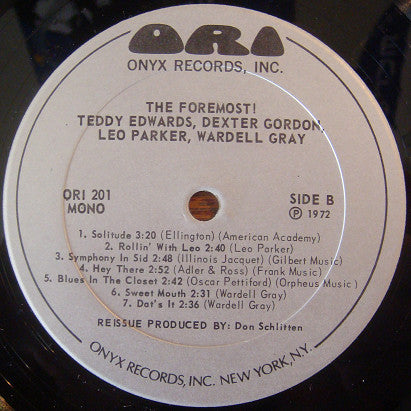 ORI
ONYX RECORDS, INC.
THE FOREMOST!
TEDDY EDWARDS, DEXTER GORDON,
LEO PARKER, WARDELL GRAY
ORI 201
MONO
SIDE B
Ⓟ 1972
1. Solitude 3:20 (Ellington) (American Academy)
2. Rollin' With Leo 2:40 (Leo Parker)
3. Symphony In Sid 2:48 (Illinois Jacquet) (Gilbert Music)
4. Hey There 2:52 (Adler & Ross) (Frank Music)
5. Blues In The Closet 2:42 (Oscar Pettiford) (Orpheus Music)
6. Sweet Mouth 2:31 (Wardell Gray)
7. Dat's It 2:36 (Wardell Gray)
REISSUE PRODUCED BY: Don Schlitten
ONYX RECORDS, INC. NEW YORK, N.Y.